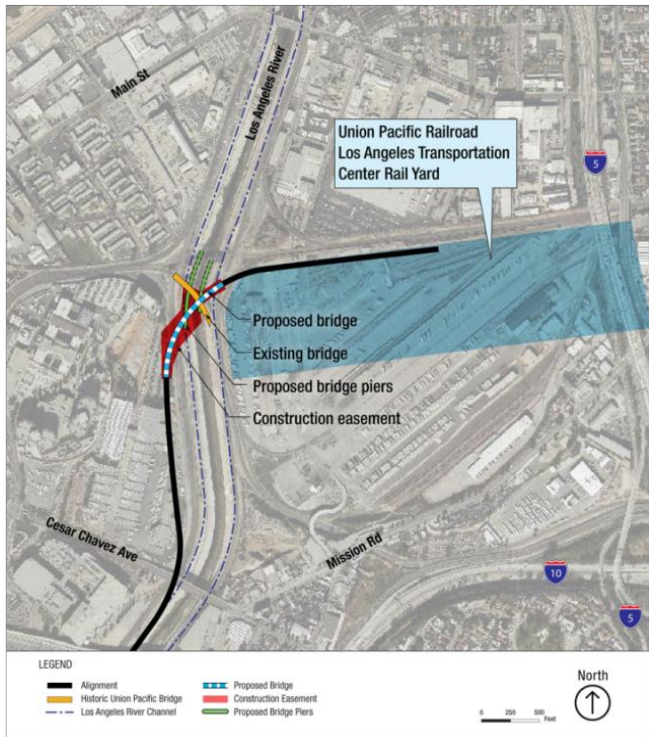 Main St
Los Angeles River
Union Pacific Railroad
Los Angeles Transportation
Center Rail Yard
5
Proposed bridge
Existing bridge
Proposed bridge piers
Construction easement
Cesar Chavez Ave
Mission Rd
10
5
LEGEND
Alignment
Historic Union Pacific Bridge
Los Angeles River Channel
Proposed Bridge
Construction Easement
Proposed Bridge Piers
0 250 500
Feet
North